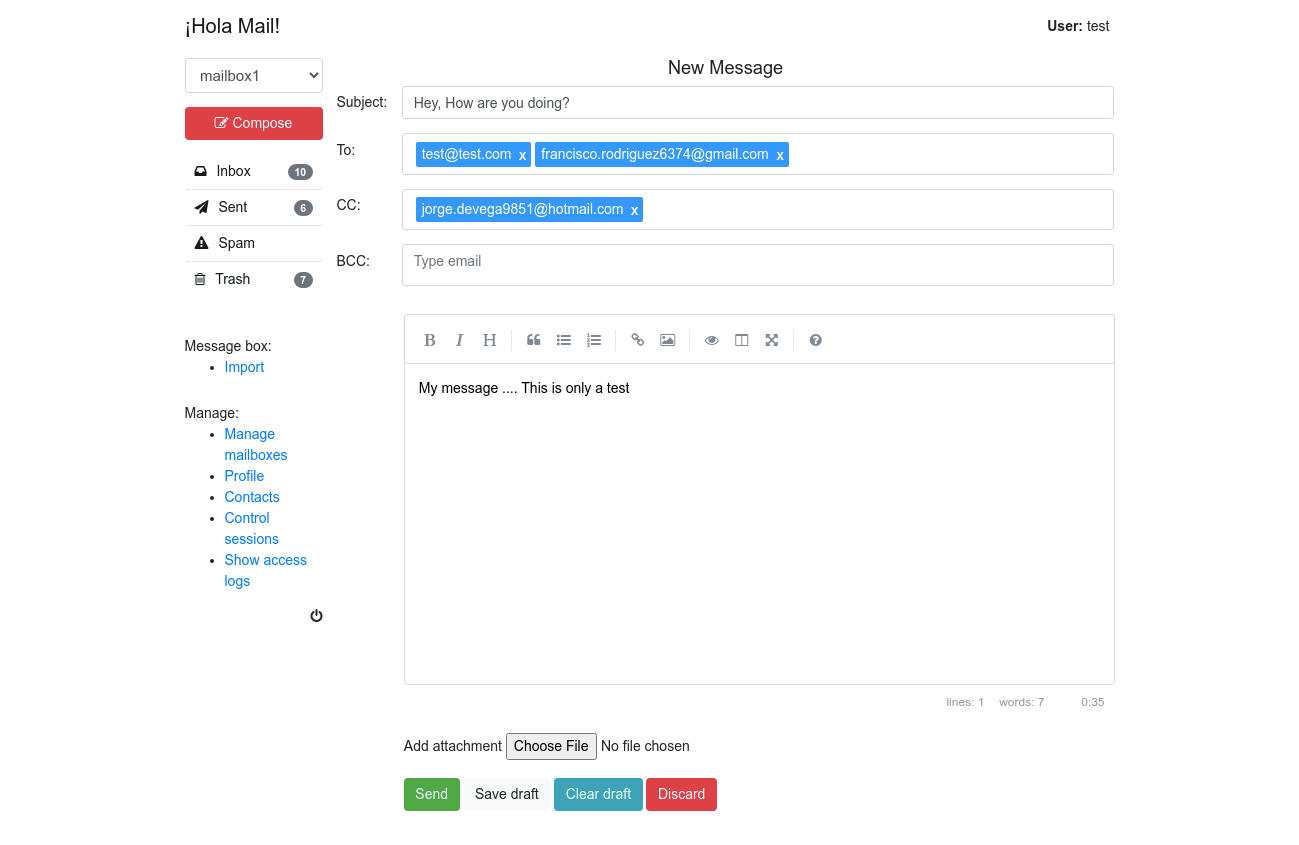 ¡Hola Mail!
User: test
mailbox1
Compose
Inbox 10
Sent 6
Spam
Trash 7
Message box:
Import
Manage:
Manage
mailboxes
Profile
Contacts
Control
sessions
Show access
logs
New Message
Subject: Hey, How are you doing?
To: test@test.com x francisco.rodriguez6374@gmail.com x
CC: jorge.devega9851@hotmail.com x
BCC: Type email
B I H
My message .... This is only a test
lines: 1 words: 7 0:35
Add attachment Choose File No file chosen
Send Save draft Clear draft Discard